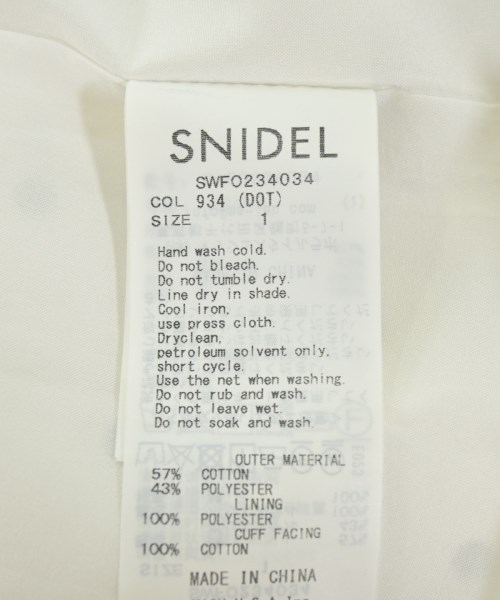 SNIDEL
SWFO234034
COL 934 (DOT)
SIZE 1
Hand wash cold.
Do not bleach.
Do not tumble dry.
Line dry in shade.
Cool iron,
use press cloth.
Dryclean,
petroleum solvent only,
short cycle.
Use the net when washing.
Do not rub and wash.
Do not leave wet.
Do not soak and wash.
OUTER MATERIAL
57% COTTON
43% POLYESTER
LINING
100% POLYESTER
CUFF FACING
100% COTTON
MADE IN CHINA